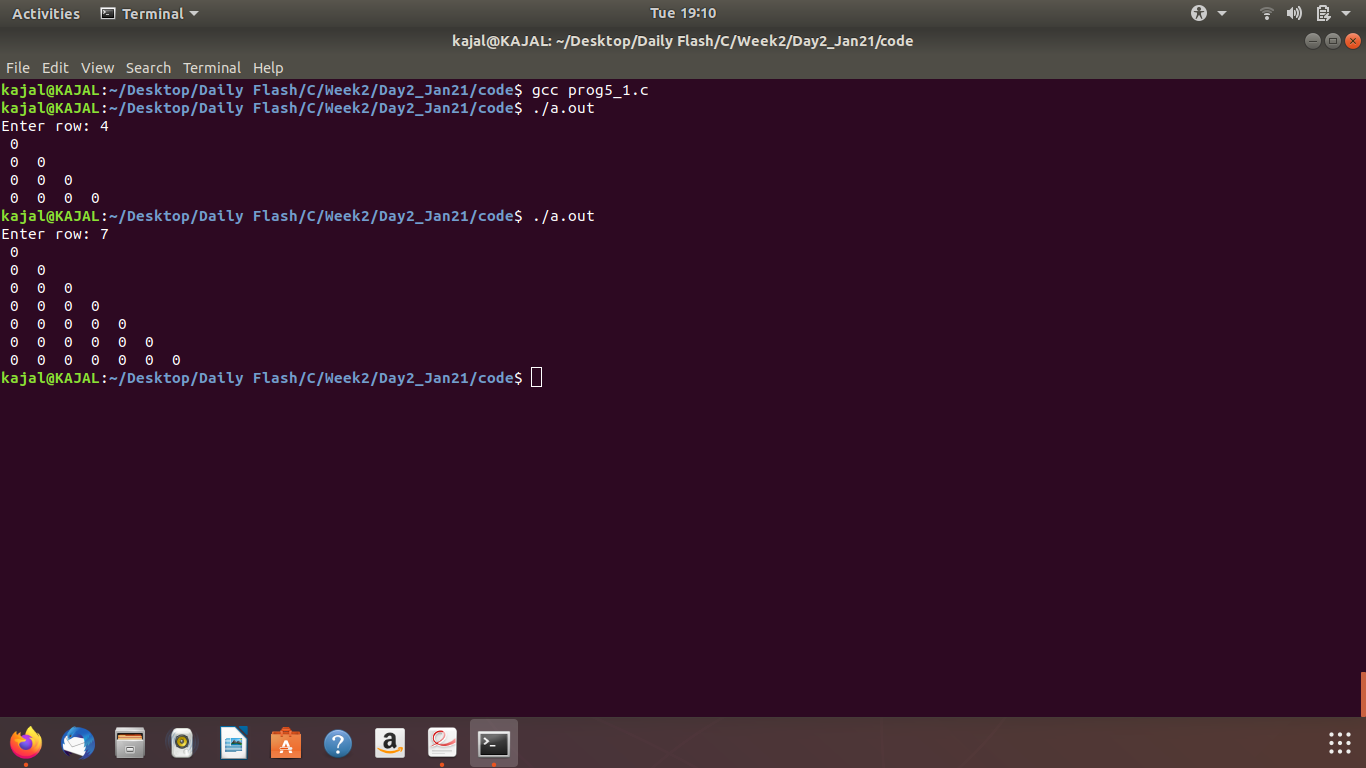 Activities Terminal Tue 19:10
kajal@KAJAL: ~/Desktop/Daily Flash/C/Week2/Day2_Jan21/code
File Edit View Search Terminal Help
kajal@KAJAL:~/Desktop/Daily Flash/C/Week2/Day2_Jan21/code$ gcc prog5_1.c
kajal@KAJAL:~/Desktop/Daily Flash/C/Week2/Day2_Jan21/code$ ./a.out
Enter row: 4
 0
 0  0
 0  0  0
 0  0  0  0
kajal@KAJAL:~/Desktop/Daily Flash/C/Week2/Day2_Jan21/code$ ./a.out
Enter row: 7
 0
 0  0
 0  0  0
 0  0  0  0
 0  0  0  0  0
 0  0  0  0  0  0
 0  0  0  0  0  0  0
kajal@KAJAL:~/Desktop/Daily Flash/C/Week2/Day2_Jan21/code$